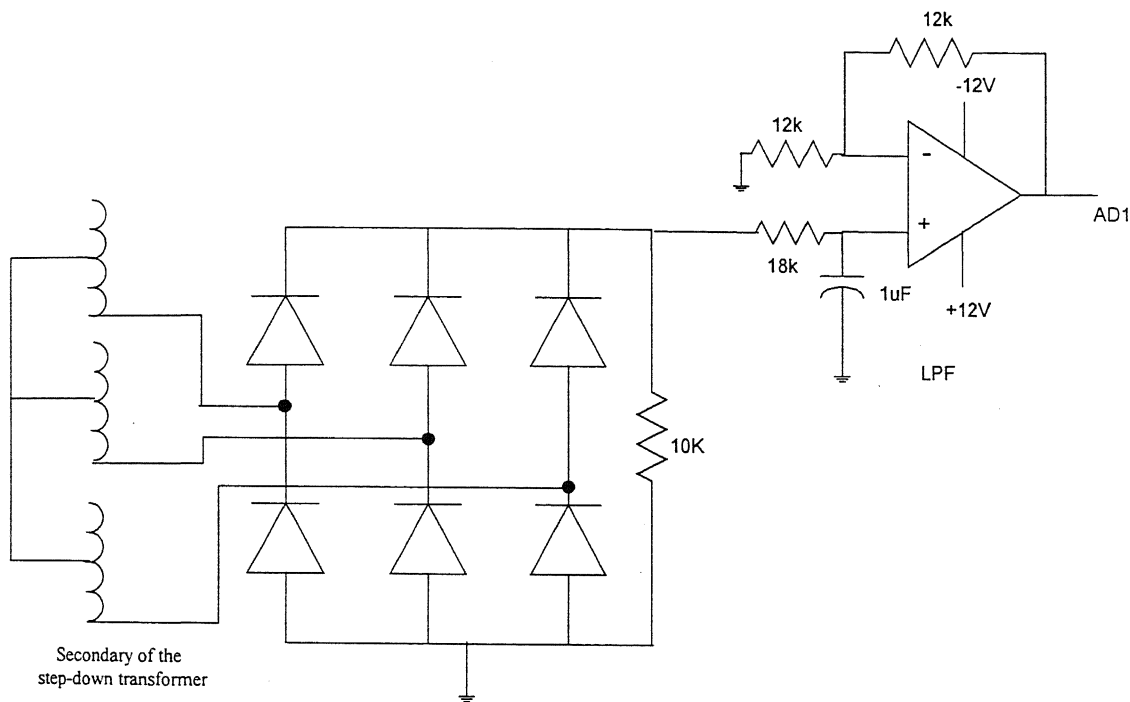 12k
-12V
12k
-
+
AD1
18k
1uF
+12V
LPF
10K
Secondary of the
step-down transformer